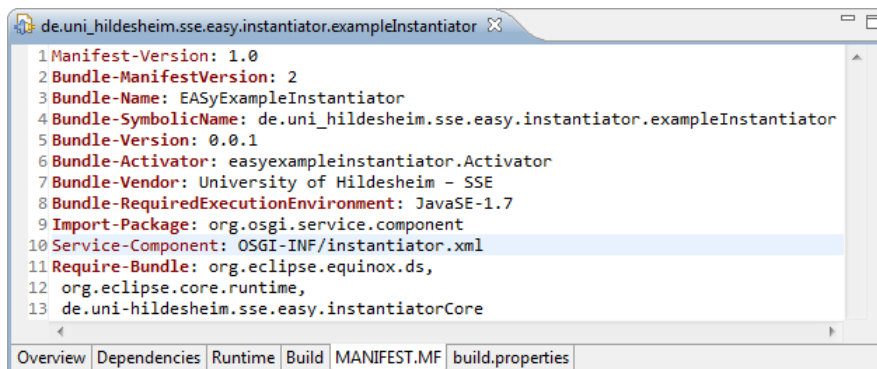 de.uni_hildesheim.sse.easy.instantiator.exampleInstantiator
1 Manifest-Version: 1.0
2 Bundle-ManifestVersion: 2
3 Bundle-Name: EASyExampleInstantiator
4 Bundle-SymbolicName: de.uni_hildesheim.sse.easy.instantiator.exampleInstantiator
5 Bundle-Version: 0.0.1
6 Bundle-Activator: easyexampleinstantiator.Activator
7 Bundle-Vendor: University of Hildesheim – SSE
8 Bundle-RequiredExecutionEnvironment: JavaSE-1.7
9 Import-Package: org.osgi.service.component
10 Service-Component: OSGI-INF/instantiator.xml
11 Require-Bundle: org.eclipse.equinox.ds,
12  org.eclipse.core.runtime,
13  de.uni-hildesheim.sse.easy.instantiatorCore
Overview Dependencies Runtime Build MANIFEST.MF build.properties